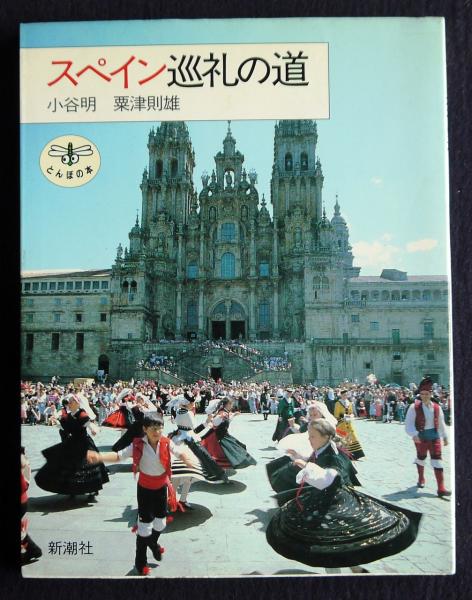 スペイン巡礼の道
小谷明 粟津則雄
とんぼの本
新潮社